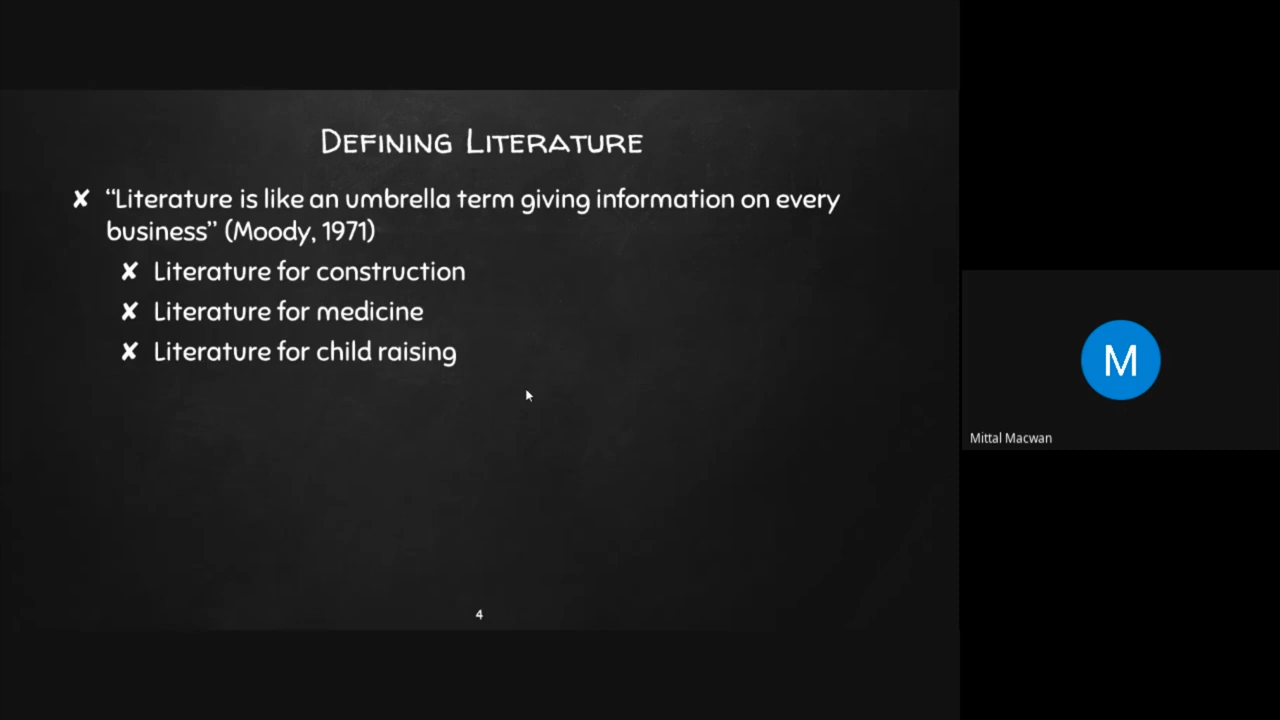 Defining Literature
✘ “Literature is like an umbrella term giving information on every
business” (Moody, 1971)
✘ Literature for construction
✘ Literature for medicine
✘ Literature for child raising
4
M
Mittal Macwan